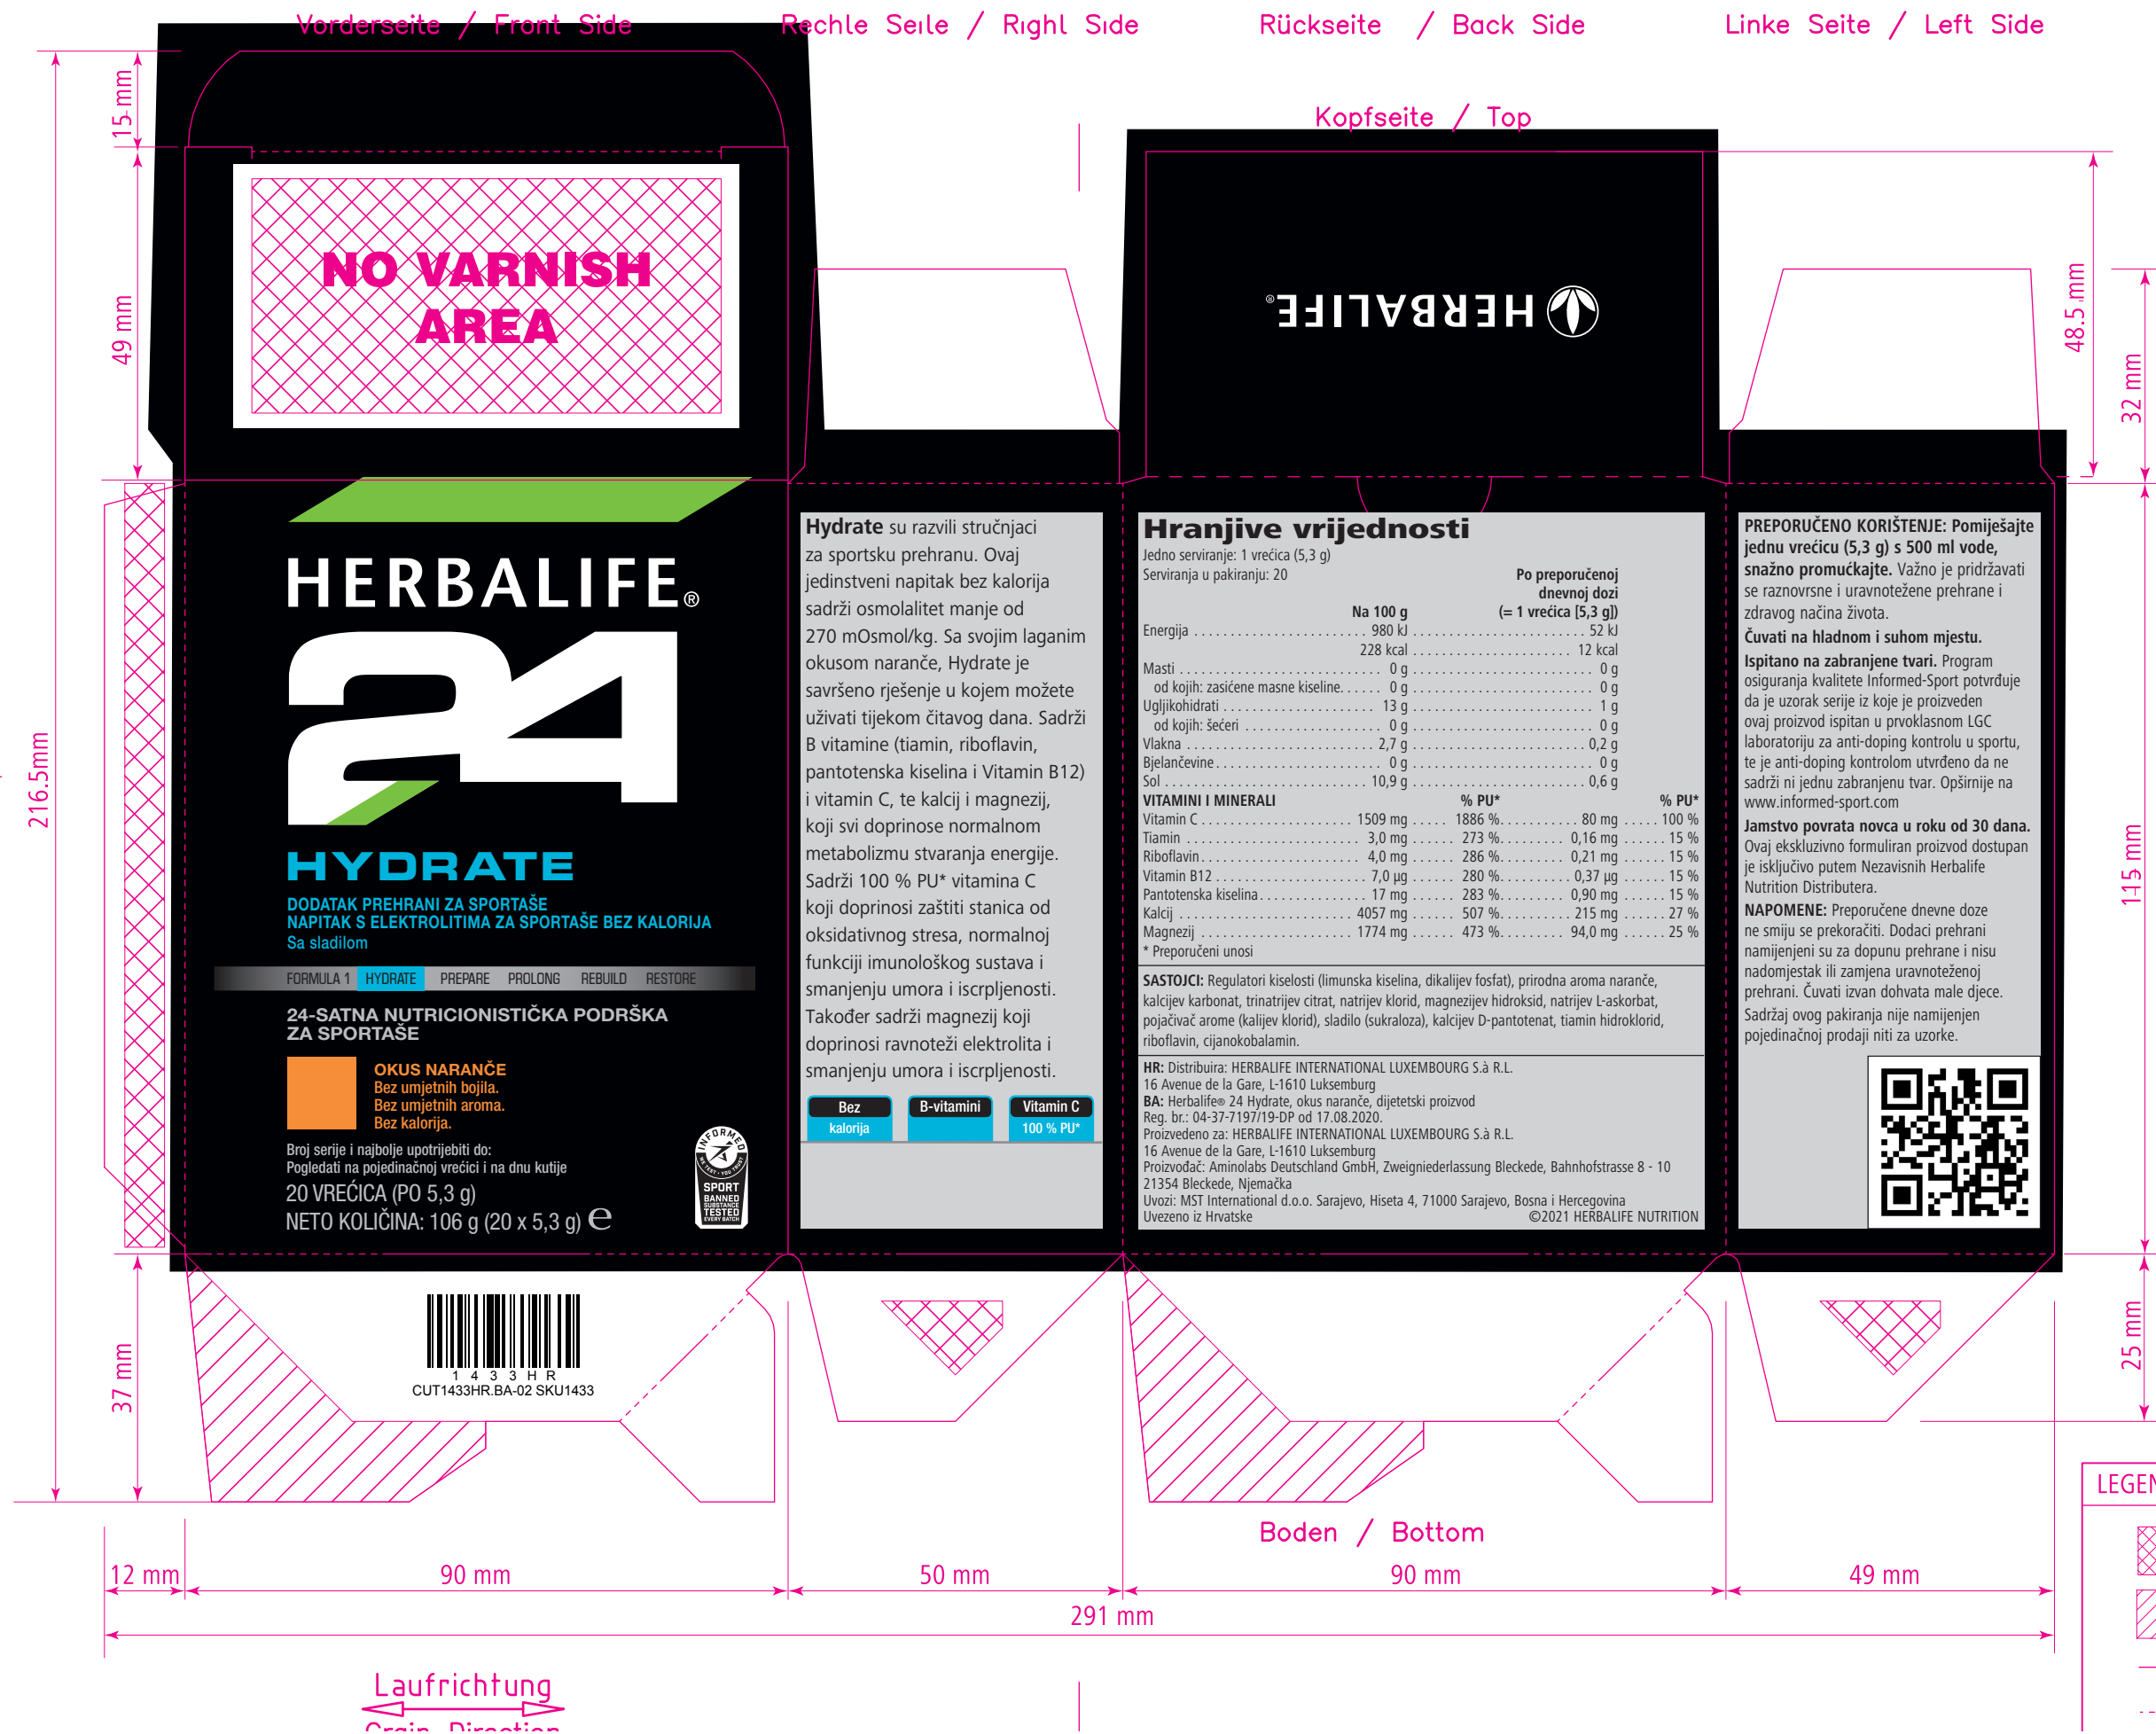 Vorderseite / Front Side
Rechle Seıle / Rıghl Sıde
Rückseite / Back Side
Linke Seite / Left Side
Kopfseite / Top
15 mm
49 mm
216.5mm
37 mm
48.5 mm
32 mm
115 mm
25 mm
NO VARNISH
AREA
HERBALIFE®
HERBALIFE®
24
HYDRATE
DODATAK PREHRANI ZA SPORTAŠE
NAPITAK S ELEKTROLITIMA ZA SPORTAŠE BEZ KALORIJA
Sa sladilom
FORMULA 1 HYDRATE PREPARE PROLONG REBUILD RESTORE
24-SATNA NUTRICIONISTIČKA PODRŠKA
ZA SPORTAŠE
OKUS NARANČE
Bez umjetnih bojila.
Bez umjetnih aroma.
Bez kalorija.
Broj serije i najbolje upotrijebiti do:
Pogledati na pojedinačnoj vrećici i na dnu kutije
20 VREĆICA (PO 5,3 g)
NETO KOLIČINA: 106 g (20 x 5,3 g) e
INFORMED
WE TEST • YOU TRUST
SPORT
BANNED
SUBSTANCE
TESTED
EVERY BATCH
Hydrate su razvili stručnjaci
za sportsku prehranu. Ovaj
jedinstveni napitak bez kalorija
sadrži osmolalitet manje od
270 mOsmol/kg. Sa svojim laganim
okusom naranče, Hydrate je
savršeno rješenje u kojem možete
uživati tijekom čitavog dana. Sadrži
B vitamine (tiamin, riboflavin,
pantotenska kiselina i Vitamin B12)
i vitamin C, te kalcij i magnezij,
koji svi doprinose normalnom
metabolizmu stvaranja energije.
Sadrži 100 % PU* vitamina C
koji doprinosi zaštiti stanica od
oksidativnog stresa, normalnoj
funkciji imunološkog sustava i
smanjenju umora i iscrpljenosti.
Također sadrži magnezij koji
doprinosi ravnoteži elektrolita i
smanjenju umora i iscrpljenosti.
Bez
kalorija
B-vitamini
Vitamin C
100 % PU*
Hranjive vrijednosti
Jedno serviranje: 1 vrećica (5,3 g)
Serviranja u pakiranju: 20
Po preporučenoj
dnevnoj dozi
Na 100 g (= 1 vrećica [5,3 g])
Energija 980 kJ 52 kJ
228 kcal 12 kcal
Masti 0 g 0 g
od kojih: zasićene masne kiseline 0 g 0 g
Ugljikohidrati 13 g 1 g
od kojih: šećeri 0 g 0 g
Vlakna 2,7 g 0,2 g
Bjelančevine 0 g 0 g
Sol 10,9 g 0,6 g
VITAMINI I MINERALI % PU* % PU*
Vitamin C 1509 mg 1886 % 80 mg 100 %
Tiamin 3,0 mg 273 % 0,16 mg 15 %
Riboflavin 4,0 mg 286 % 0,21 mg 15 %
Vitamin B12 7,0 µg 280 % 0,37 µg 15 %
Pantotenska kiselina 17 mg 283 % 0,90 mg 15 %
Kalcij 4057 mg 507 % 215 mg 27 %
Magnezij 1774 mg 473 % 94,0 mg 25 %
* Preporučeni unosi
SASTOJCI: Regulatori kiselosti (limunska kiselina, dikalijev fosfat), prirodna aroma naranče,
kalcijev karbonat, trinatrijev citrat, natrijev klorid, magnezijev hidroksid, natrijev L-askorbat,
pojačivač arome (kalijev klorid), sladilo (sukraloza), kalcijev D-pantotenat, tiamin hidroklorid,
riboflavin, cijanokobalamin.
HR: Distribuira: HERBALIFE INTERNATIONAL LUXEMBOURG S.à R.L.
16 Avenue de la Gare, L-1610 Luksemburg
BA: Herbalife® 24 Hydrate, okus naranče, dijetetski proizvod
Reg. br.: 04-37-7197/19-DP od 17.08.2020.
Proizvedeno za: HERBALIFE INTERNATIONAL LUXEMBOURG S.à R.L.
16 Avenue de la Gare, L-1610 Luksemburg
Proizvođač: Aminolabs Deutschland GmbH, Zweigniederlassung Bleckede, Bahnhofstrasse 8 - 10
21354 Bleckede, Njemačka
Uvozi: MST International d.o.o. Sarajevo, Hiseta 4, 71000 Sarajevo, Bosna i Hercegovina
Uvezeno iz Hrvatske ©2021 HERBALIFE NUTRITION
PREPORUČENO KORIŠTENJE: Pomiješajte
jednu vrećicu (5,3 g) s 500 ml vode,
snažno promućkajte. Važno je pridržavati
se raznovrsne i uravnotežene prehrane i
zdravog načina života.
Čuvati na hladnom i suhom mjestu.
Ispitano na zabranjene tvari. Program
osiguranja kvalitete Informed-Sport potvrđuje
da je uzorak serije iz koje je proizveden
ovaj proizvod ispitan u prvoklasnom LGC
laboratoriju za anti-doping kontrolu u sportu,
te je anti-doping kontrolom utvrđeno da ne
sadrži ni jednu zabranjenu tvar. Opširnije na
www.informed-sport.com
Jamstvo povrata novca u roku od 30 dana.
Ovaj ekskluzivno formuliran proizvod dostupan
je isključivo putem Nezavisnih Herbalife
Nutrition Distributera.
NAPOMENE: Preporučene dnevne doze
ne smiju se prekoračiti. Dodaci prehrani
namijenjeni su za dopunu prehrane i nisu
nadomjestak ili zamjena uravnoteženoj
prehrani. Čuvati izvan dohvata male djece.
Sadržaj ovog pakiranja nije namijenjen
pojedinačnoj prodaji niti za uzorke.
1433HR
CUT1433HR.BA-02 SKU1433
Boden / Bottom
12 mm
90 mm
50 mm
90 mm
49 mm
291 mm
Laufrichtung
Grain Direction